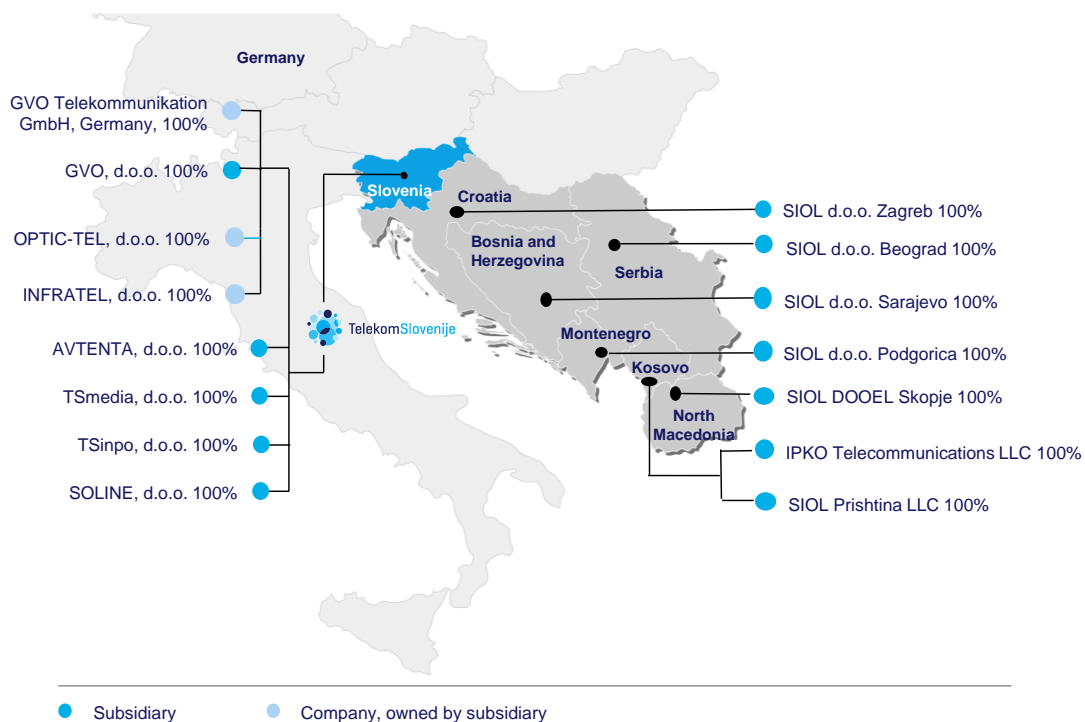 Germany
GVO Telekommunikation
GmbH, Germany, 100%
GVO, d.o.o. 100%
OPTIC-TEL, d.o.o. 100%
INFRATEL, d.o.o. 100%
AVTENTA, d.o.o. 100%
TSmedia, d.o.o. 100%
TSinpo, d.o.o. 100%
SOLINE, d.o.o. 100%
TelekomSlovenije
Slovenia
Croatia
Bosnia and
Herzegovina
Serbia
Montenegro
Kosovo
North
Macedonia
SIOL d.o.o. Zagreb 100%
SIOL d.o.o. Beograd 100%
SIOL d.o.o. Sarajevo 100%
SIOL d.o.o. Podgorica 100%
SIOL DOOEL Skopje 100%
IPKO Telecommunications LLC 100%
SIOL Prishtina LLC 100%
Subsidiary
Company, owned by subsidiary